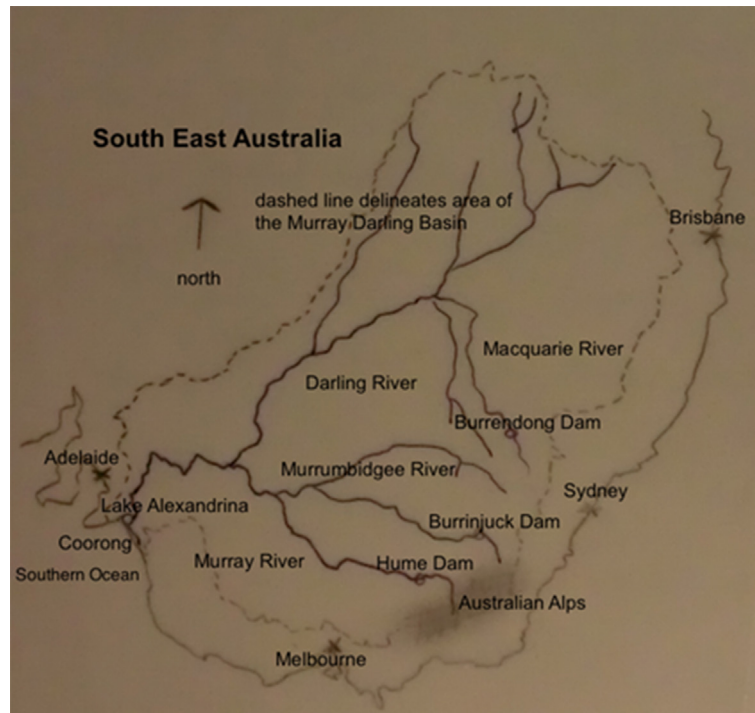 South East Australia
dashed line delineates area of
the Murray Darling Basin
north
Brisbane
Macquarie River
Darling River
Burrendong Dam
Adelaide
Murrumbidgee River
Sydney
Lake Alexandrina
Burrinjuck Dam
Coorong
Murray River
Hume Dam
Southern Ocean
Australian Alps
Melbourne